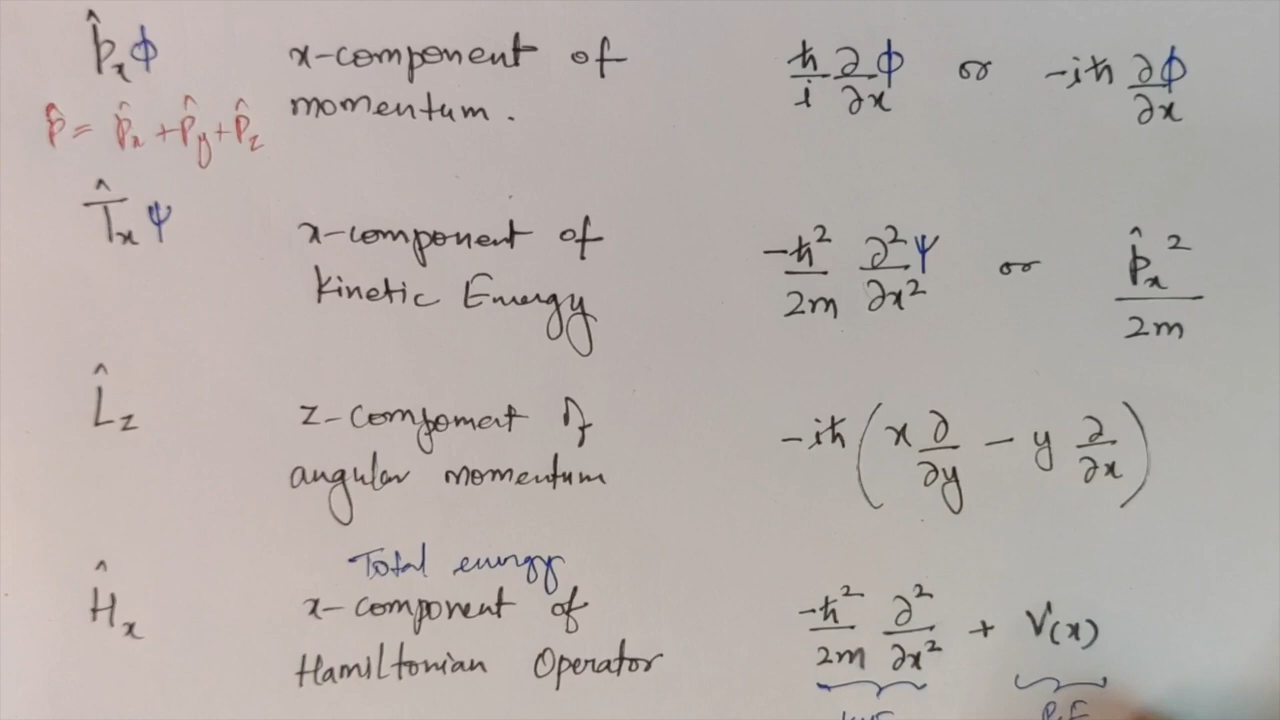 p̂ₓϕ x-component of momentum. ħ/i ∂/∂x ϕ or -iħ ∂ϕ/∂x
p̂ = p̂ₓ + p̂_y + p̂_z
T̂ₓψ x-component of Kinetic Energy -ħ²/2m ∂²ψ/∂x² or p̂ₓ²/2m
L̂_z z-component of angular momentum -iħ(x ∂/∂y - y ∂/∂x)
Total energy
Ĥₓ x-component of Hamiltonian Operator -ħ²/2m ∂²/∂x² + V(x)